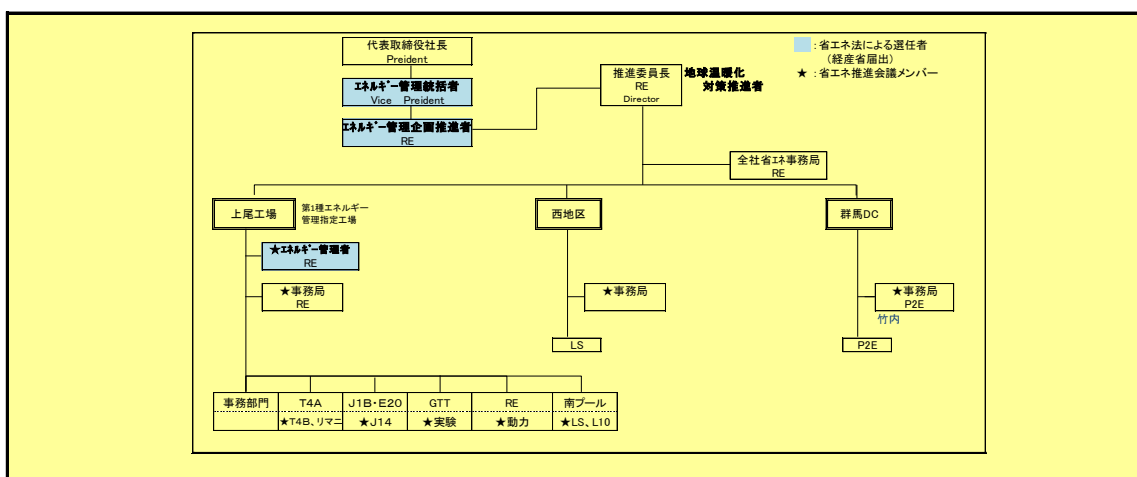 代表取締役社長
Preident
エネルギー管理統括者
Vice Preident
エネルギー管理企画推進者
RE
推進委員長
RE
Director
地球温暖化
対策推進者
：省エネ法による選任者
（経産省届出）
★：省エネ推進会議メンバー
全社省エネ事務局
RE
上尾工場
第1種エネルギー
管理指定工場
西地区
群馬DC
★エネルギー管理者
RE
★事務局
RE
★事務局
★事務局
P2E
竹内
LS
P2E
事務部門 T4A J1B・E20 GTT RE 南プール
★T4B、リマニ ★J14 ★実験 ★動力 ★LS、L10